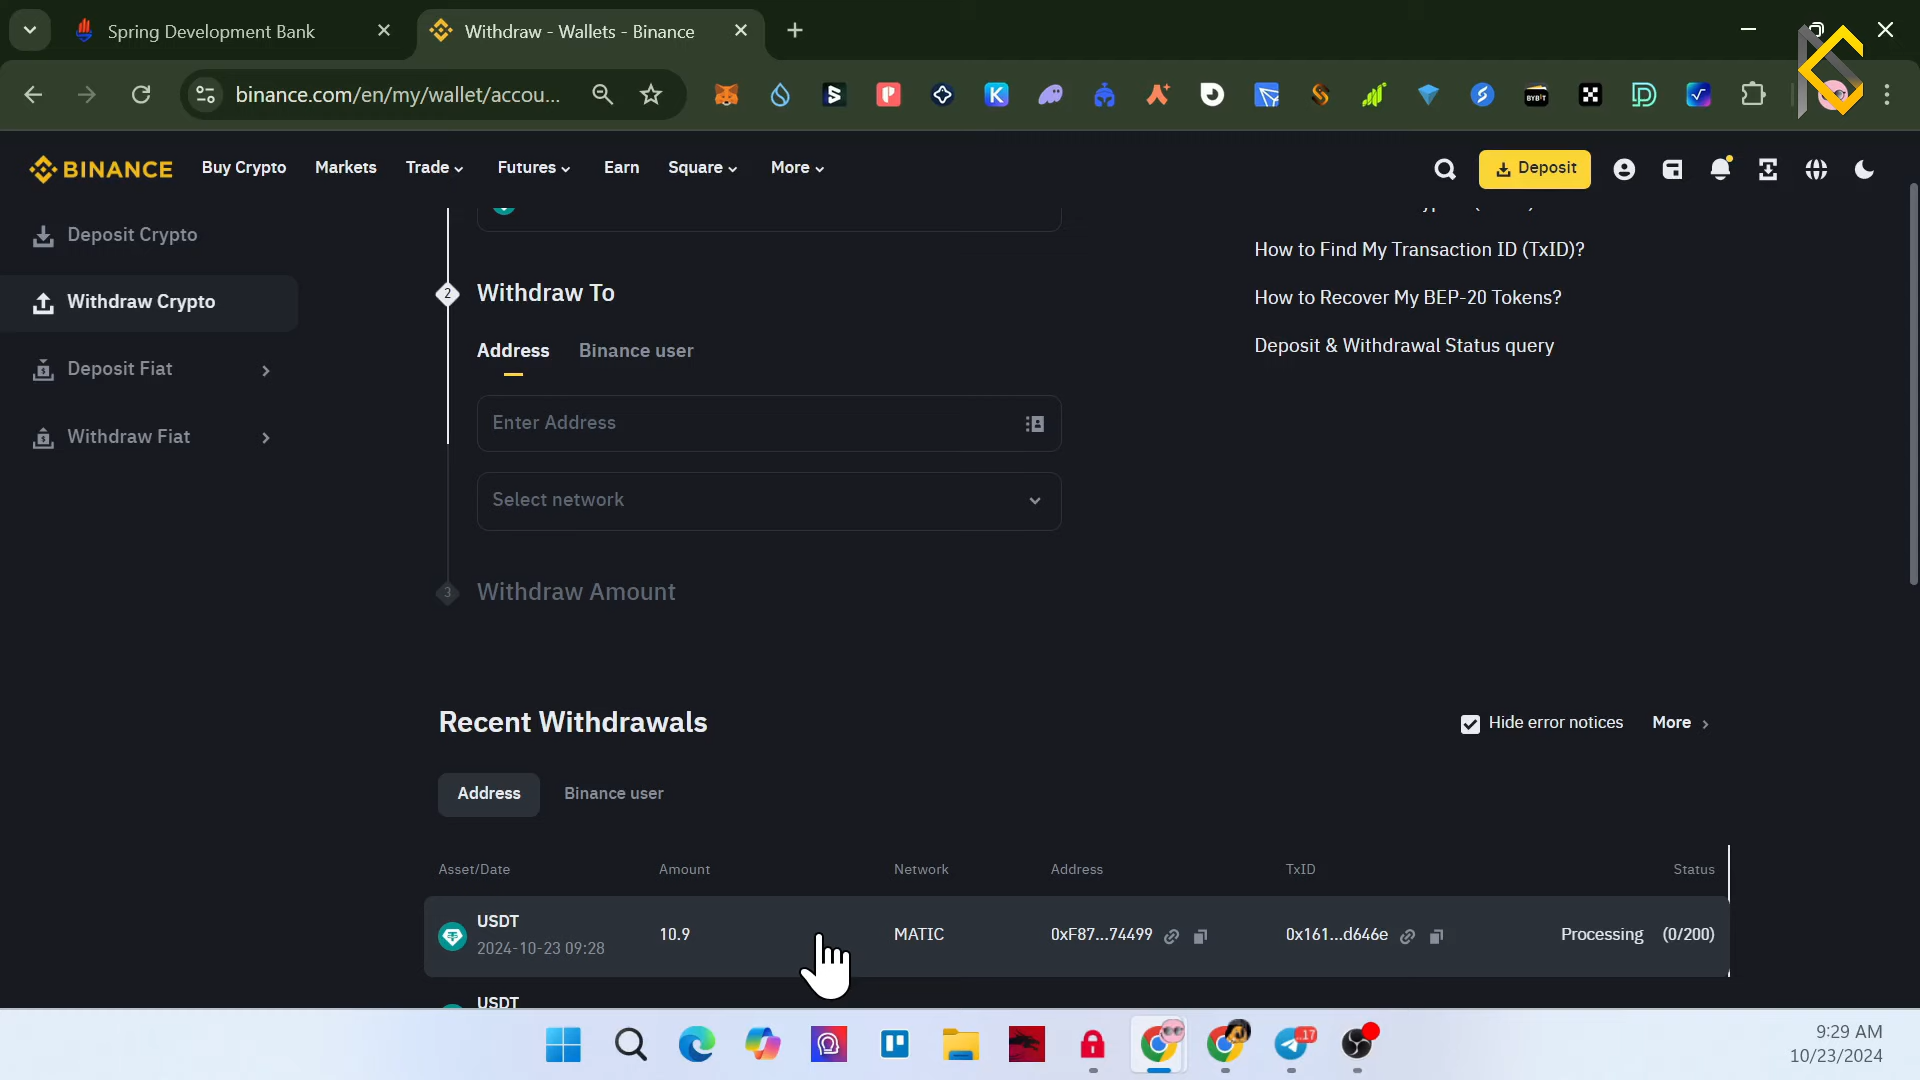 Spring Development Bank
Withdraw - Wallets - Binance
binance.com/en/my/wallet/accou...
BINANCE
Buy Crypto
Markets
Trade
Futures
Earn
Square
More
Deposit
Deposit Crypto
Withdraw Crypto
Deposit Fiat
Withdraw Fiat
How to Find My Transaction ID (TxID)?
How to Recover My BEP-20 Tokens?
Deposit & Withdrawal Status query
2
Withdraw To
Address
Binance user
Enter Address
Select network
3
Withdraw Amount
Recent Withdrawals
Hide error notices
More
Address
Binance user
Asset/Date
Amount
Network
Address
TxID
Status
USDT
2024-10-23 09:28
10.9
MATIC
0xF87...74499
0x161...d646e
Processing
(0/200)
USDT
17
9:29 AM
10/23/2024